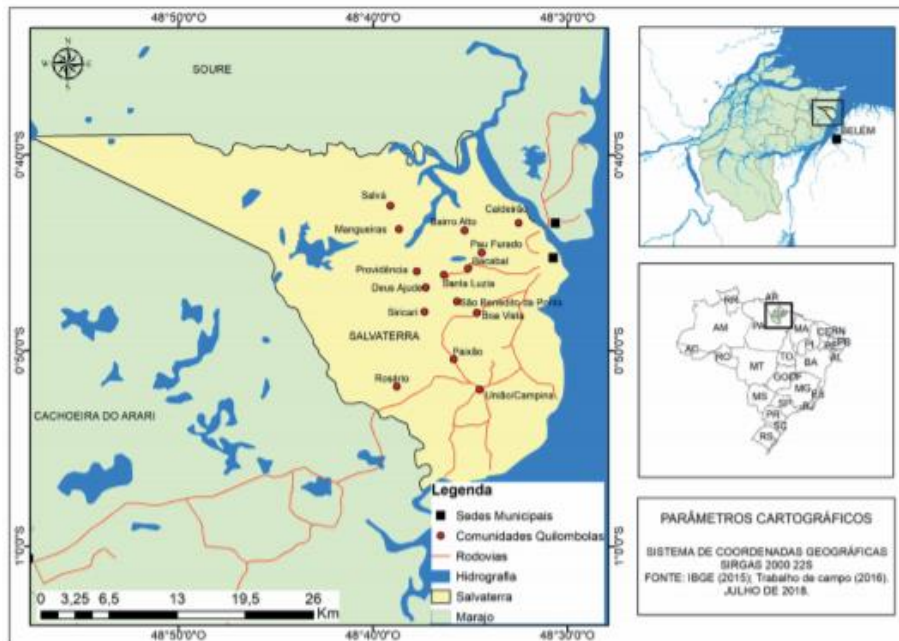 48°50'0"O 48°40'0"O 48°30'0"O
SOURE
0°40'0"S
0°40'0"S
Salvá
Caldeirão
Mangueiras
Bairro Alto
Pau Furado
Bacabal
Providência
Santa Luzia
Deus Ajude
São Benedito da Ponta
Siricari
Boa Vista
SALVATERRA
0°50'0"S
0°50'0"S
Paixão
Rosário
União/Campina
CACHOEIRA DO ARARI
1°0'0"S
1°0'0"S
Legenda
Sedes Municipais
Comunidades Quilombolas
Rodovias
Hidrografia
Salvaterra
Marajo
0 3,25 6,5 13 19,5 26
Km
48°50'0"O 48°40'0"O 48°30'0"O
BELÉM
RR
AP
AM
MA
CE
RN
PB
PI
AL
AC
RO
TO
BA
MT
GO
DF
MG
ES
MS
SP
RJ
PR
SC
RS
PARÂMETROS CARTOGRÁFICOS
SISTEMA DE COORDENADAS GEOGRÁFICAS
SIRGAS 2000 22S
FONTE: IBGE (2015); Trabalho de campo (2016).
JULHO DE 2018.